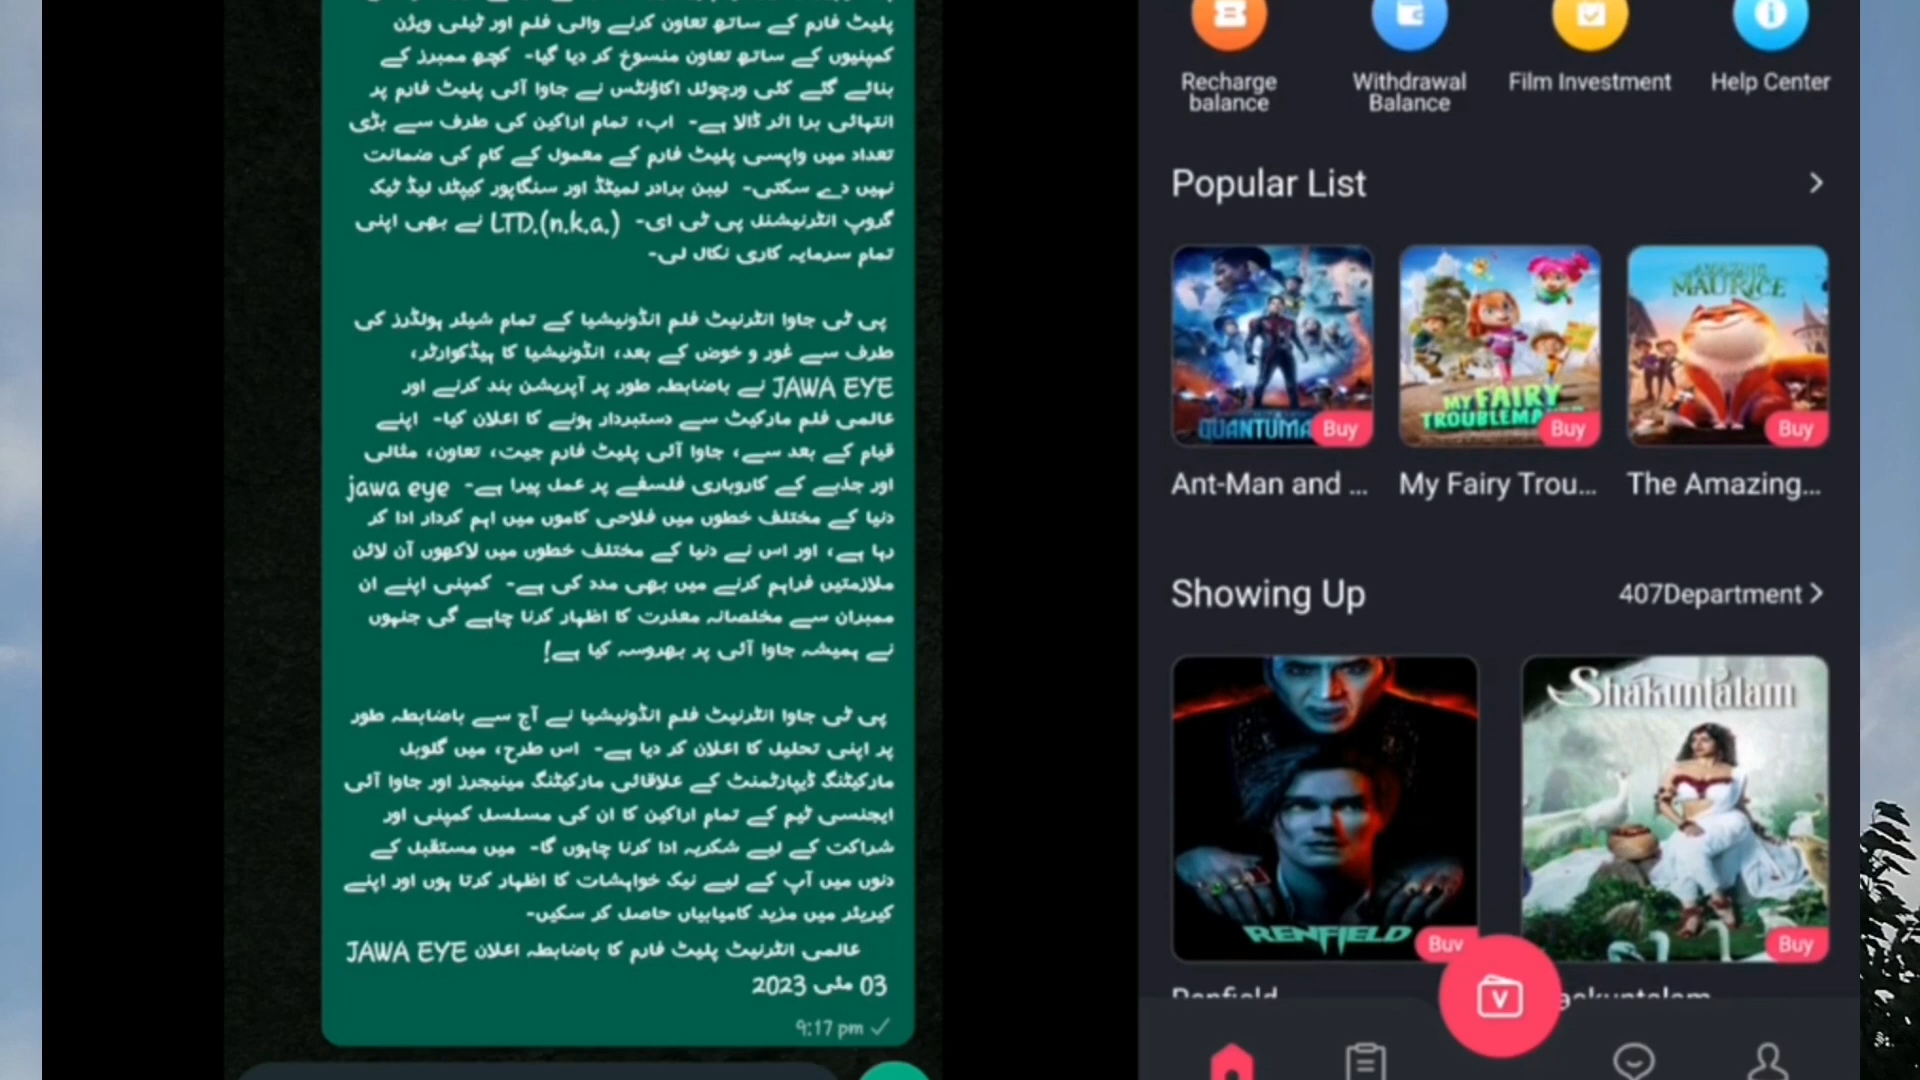 پلیٹ فارم کے ساتھ تعاون کرنے والی فلم اور ٹیلی ویژن
کمپنیوں کے ساتھ تعاون منسوخ کر دیا گیا۔ کچھ ممبرز کے
بنائے گئے کئی ورچوئل اکاؤنٹس نے جاوا آئی پلیٹ فارم پر
انتہائی برا اثر ڈالا ہے۔ اب، تمام اراکین کی طرف سے بڑی
تعداد میں واپسی پلیٹ فارم کے معمول کے کام کی ضمانت
نہیں دے سکتی۔ لیبن برادر لمیٹڈ اور سنگاپور کیپٹل لیڈ ٹیک
گروپ انٹرنیشنل پی ٹی ای۔ LTD.(n.k.a.) نے بھی اپنی
تمام سرمایہ کاری نکال لی۔
پی ٹی جاوا انٹرنیٹ فلم انڈونیشیا کے تمام شیئر ہولڈرز کی
طرف سے غور و خوض کے بعد، انڈونیشیا کا ہیڈکوارٹر،
JAWA EYE نے باضابطہ طور پر آپریشن بند کرنے اور
عالمی فلم مارکیٹ سے دستبردار ہونے کا اعلان کیا۔ اپنے
قیام کے بعد سے، جاوا آئی پلیٹ فارم جیت، تعاون، مثالی
اور جذبے کے کاروباری فلسفے پر عمل پیرا ہے۔ jawa eye
دنیا کے مختلف خطوں میں فلاحی کاموں میں اہم کردار ادا کر
رہا ہے، اور اس نے دنیا کے مختلف خطوں میں لاکھوں آن لائن
ملازمتیں فراہم کرنے میں بھی مدد کی ہے۔ کمپنی اپنے ان
ممبران سے مخلصانہ معذرت کا اظہار کرنا چاہے گی جنہوں
نے ہمیشہ جاوا آئی پر بھروسہ کیا ہے!
پی ٹی جاوا انٹرنیٹ فلم انڈونیشیا نے آج سے باضابطہ طور
پر اپنی تحلیل کا اعلان کر دیا ہے۔ اس طرح، میں گلوبل
مارکیٹنگ ڈیپارٹمنٹ کے علاقائی مارکیٹنگ مینیجرز اور جاوا آئی
ایجنسی ٹیم کے تمام اراکین کا ان کی مسلسل کمپنی اور
شراکت کے لیے شکریہ ادا کرنا چاہوں گا۔ میں مستقبل کے
دنوں میں آپ کے لیے نیک خواہشات کا اظہار کرتا ہوں اور اپنے
کیریئر میں مزید کامیابیاں حاصل کر سکیں۔
عالمی انٹرنیٹ پلیٹ فارم کا باضابطہ اعلان JAWA EYE
03 مئی 2023
9:17 pm
Recharge balance
Withdrawal Balance
Film Investment
Help Center
Popular List
QUANTUMA
Buy
MY FAIRY TROUBLEMA
Buy
MAURICE
Buy
Ant-Man and ...
My Fairy Trou...
The Amazing...
Showing Up
407Department
RENFIELD
Buy
Shakuntalam
Buy
Renfield